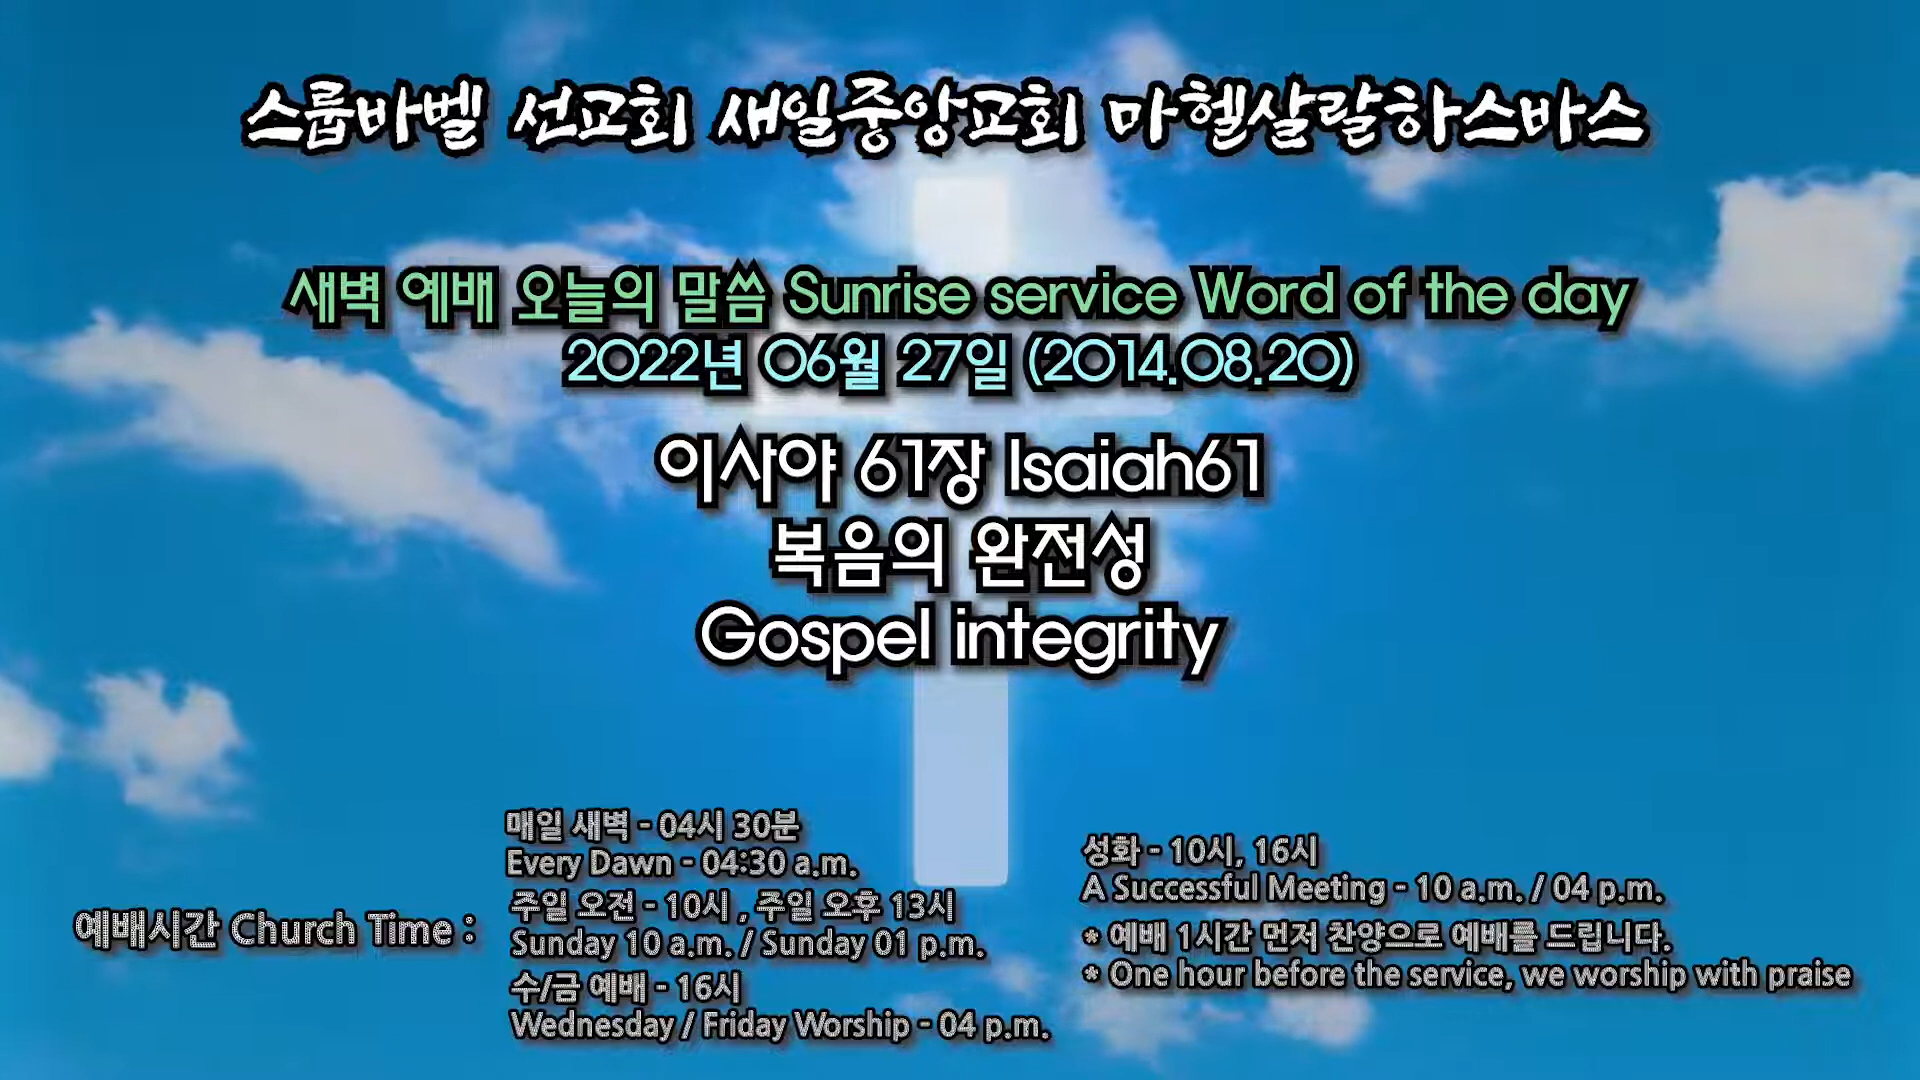 스룹바벨 선교회 새일중앙교회 마헬살랄하스바스
새벽 예배 오늘의 말씀 Sunrise service Word of the day
2022년 06월 27일 (2014.08.20)
이사야 61장 Isaiah61
복음의 완전성
Gospel integrity
예배시간 Church Time :
매일 새벽 - 04시 30분
Every Dawn - 04:30 a.m.
주일 오전 - 10시 , 주일 오후 13시
Sunday 10 a.m. / Sunday 01 p.m.
수/금 예배 - 16시
Wednesday / Friday Worship - 04 p.m.
성화 - 10시, 16시
A Successful Meeting - 10 a.m. / 04 p.m.
* 예배 1시간 먼저 찬양으로 예배를 드립니다.
* One hour before the service, we worship with praise